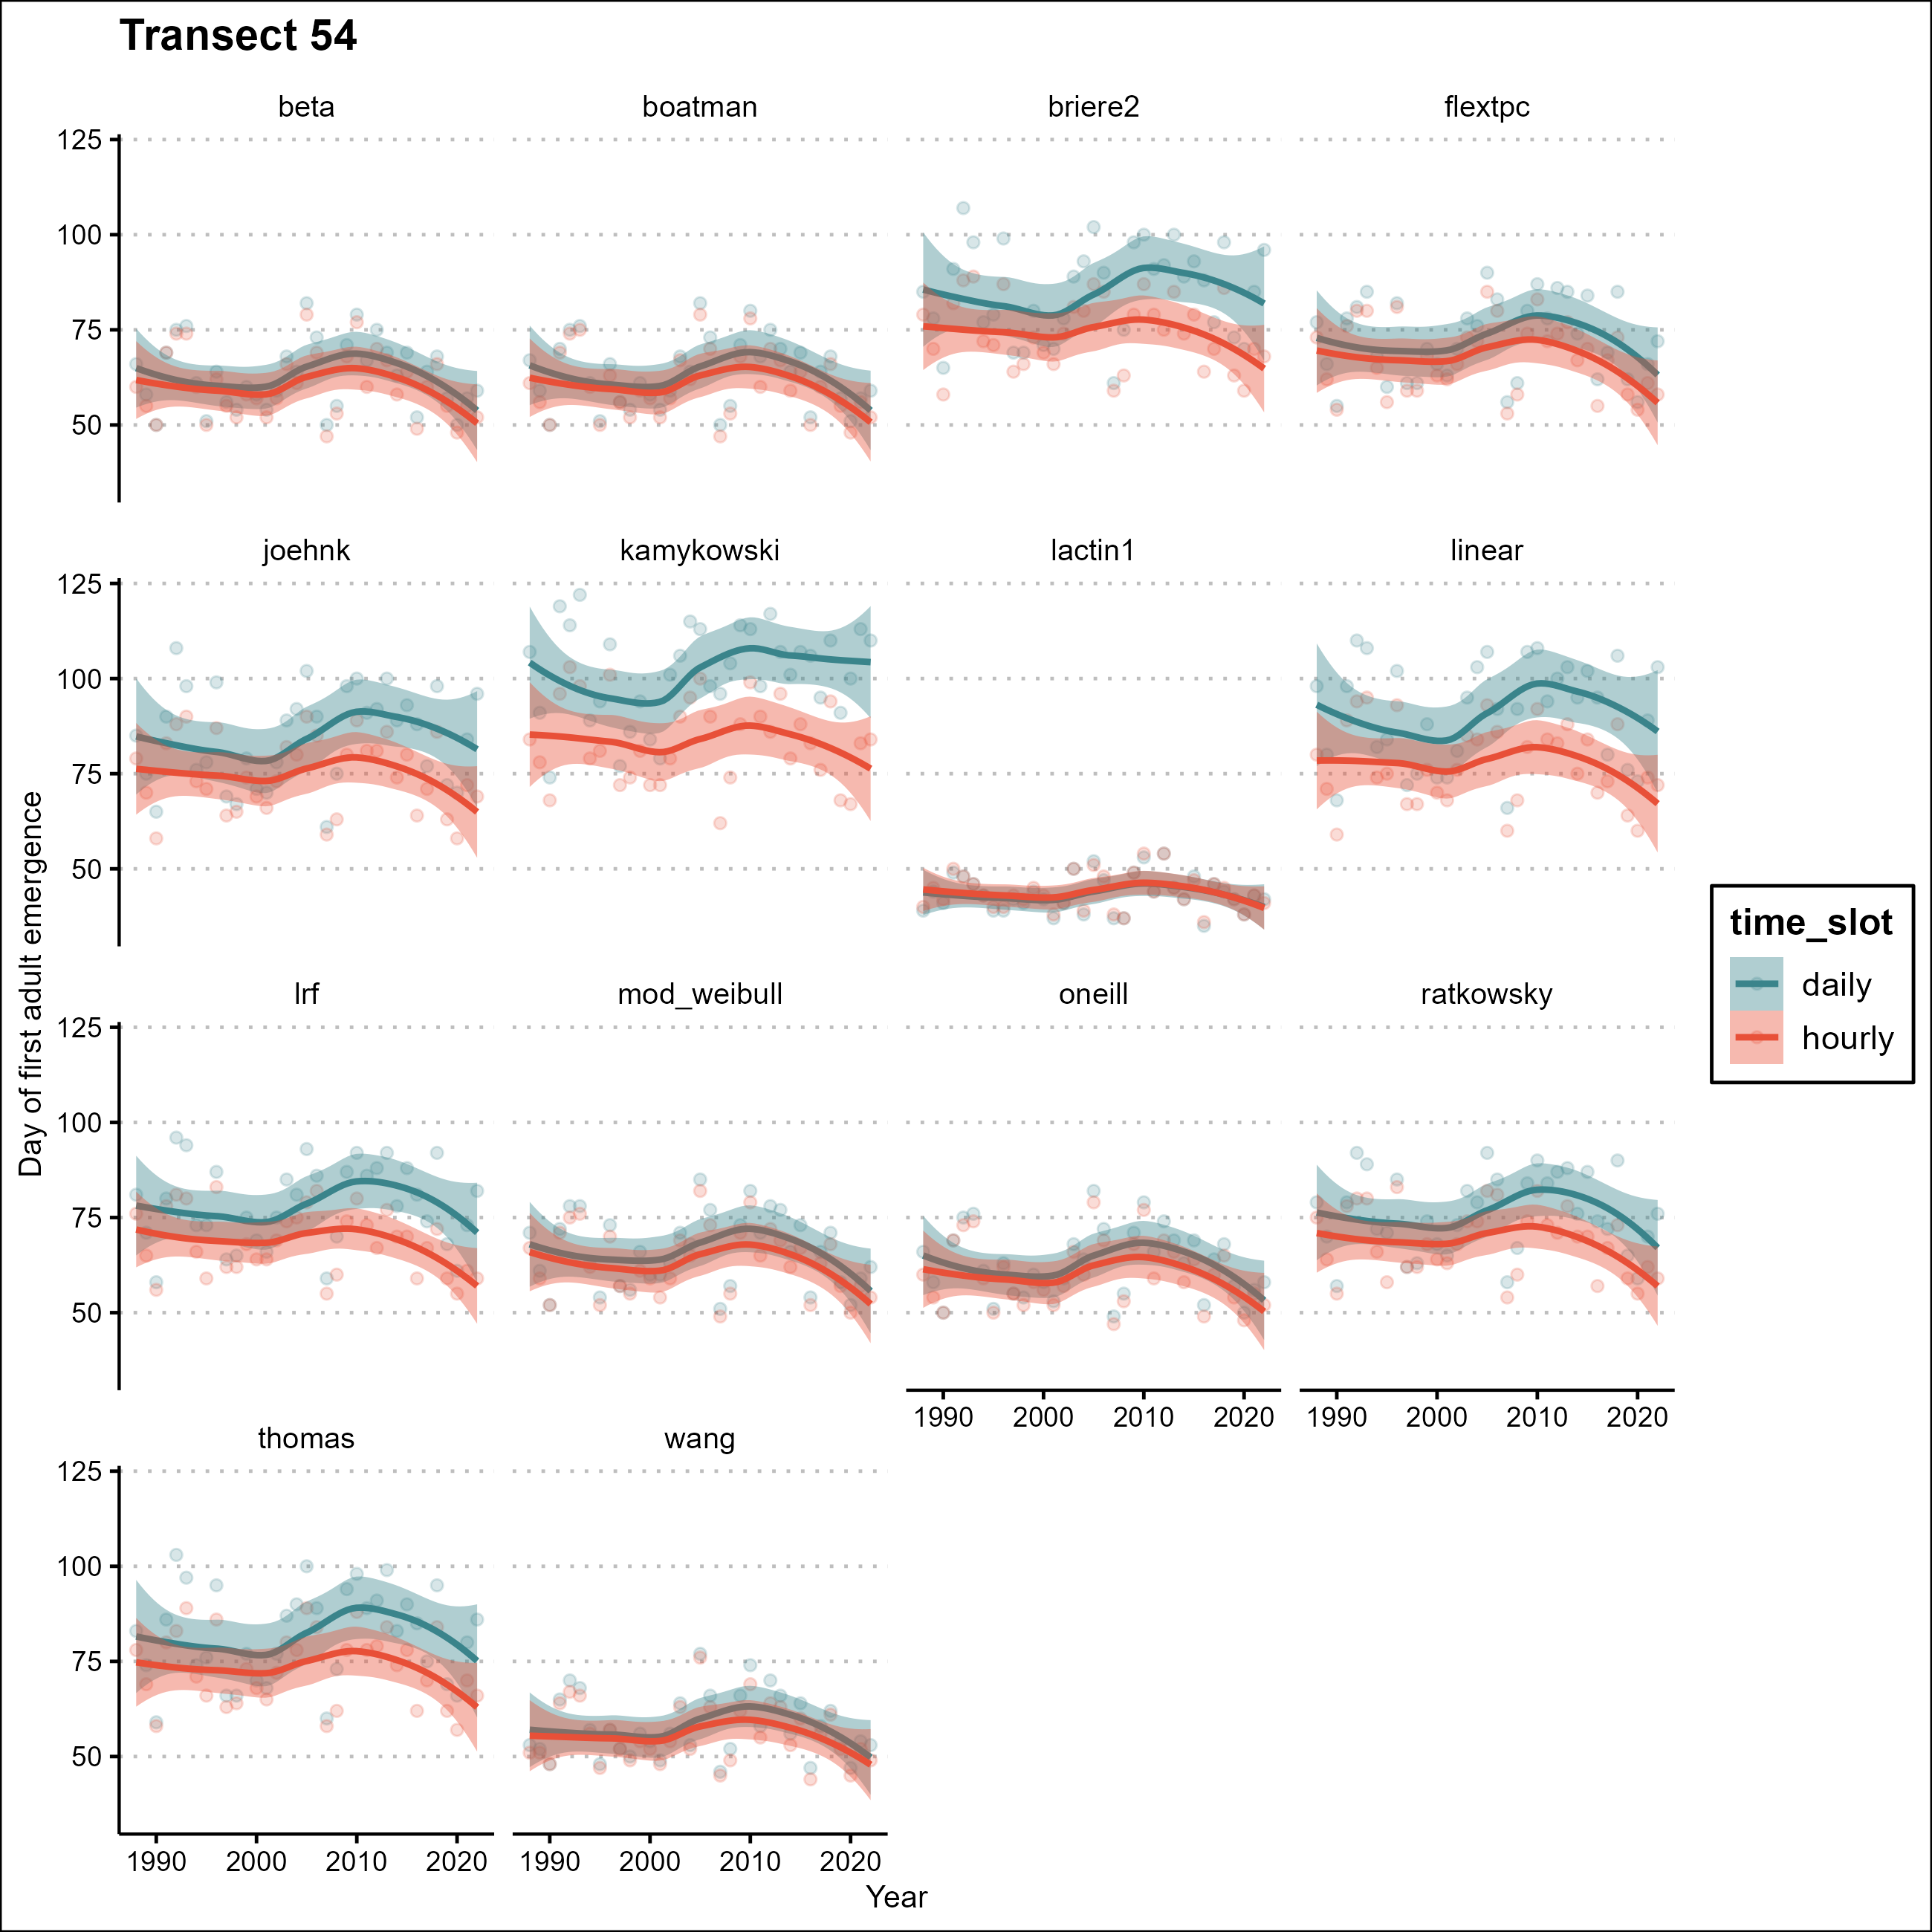 Transect 54
beta boatman briere2 flextpc
125
100
75
50
joehnk kamykowski lactin1 linear
125
100
75
50
Day of first adult emergence
time_slot
daily
hourly
lrf mod_weibull oneill ratkowsky
125
100
75
50
1990 2000 2010 2020 1990 2000 2010 2020
thomas wang
125
100
75
50
1990 2000 2010 2020 1990 2000 2010 2020
Year